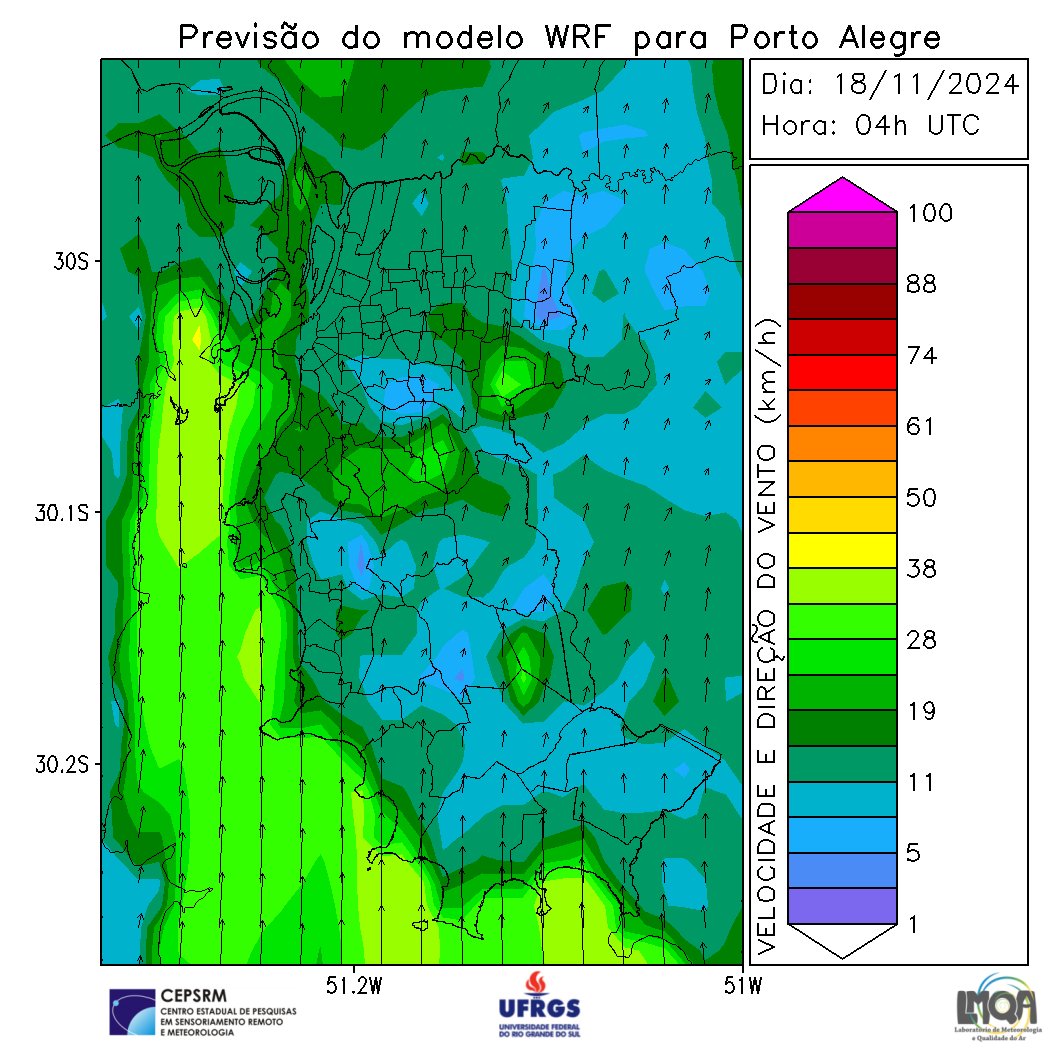 Previsão do modelo WRF para Porto Alegre
Dia: 18/11/2024
Hora: 04h UTC
30S
30.1S
30.2S
51.2W
51W
VELOCIDADE E DIREÇÃO DO VENTO (km/h)
100
88
74
61
50
38
28
19
11
5
1
CEPSRM
CENTRO ESTADUAL DE PESQUISAS
EM SENSORIAMENTO REMOTO
E METEOROLOGIA
UFRGS
UNIVERSIDADE FEDERAL
DO RIO GRANDE DO SUL
LMQA
Laboratório de Meteorologia
e Qualidade do Ar